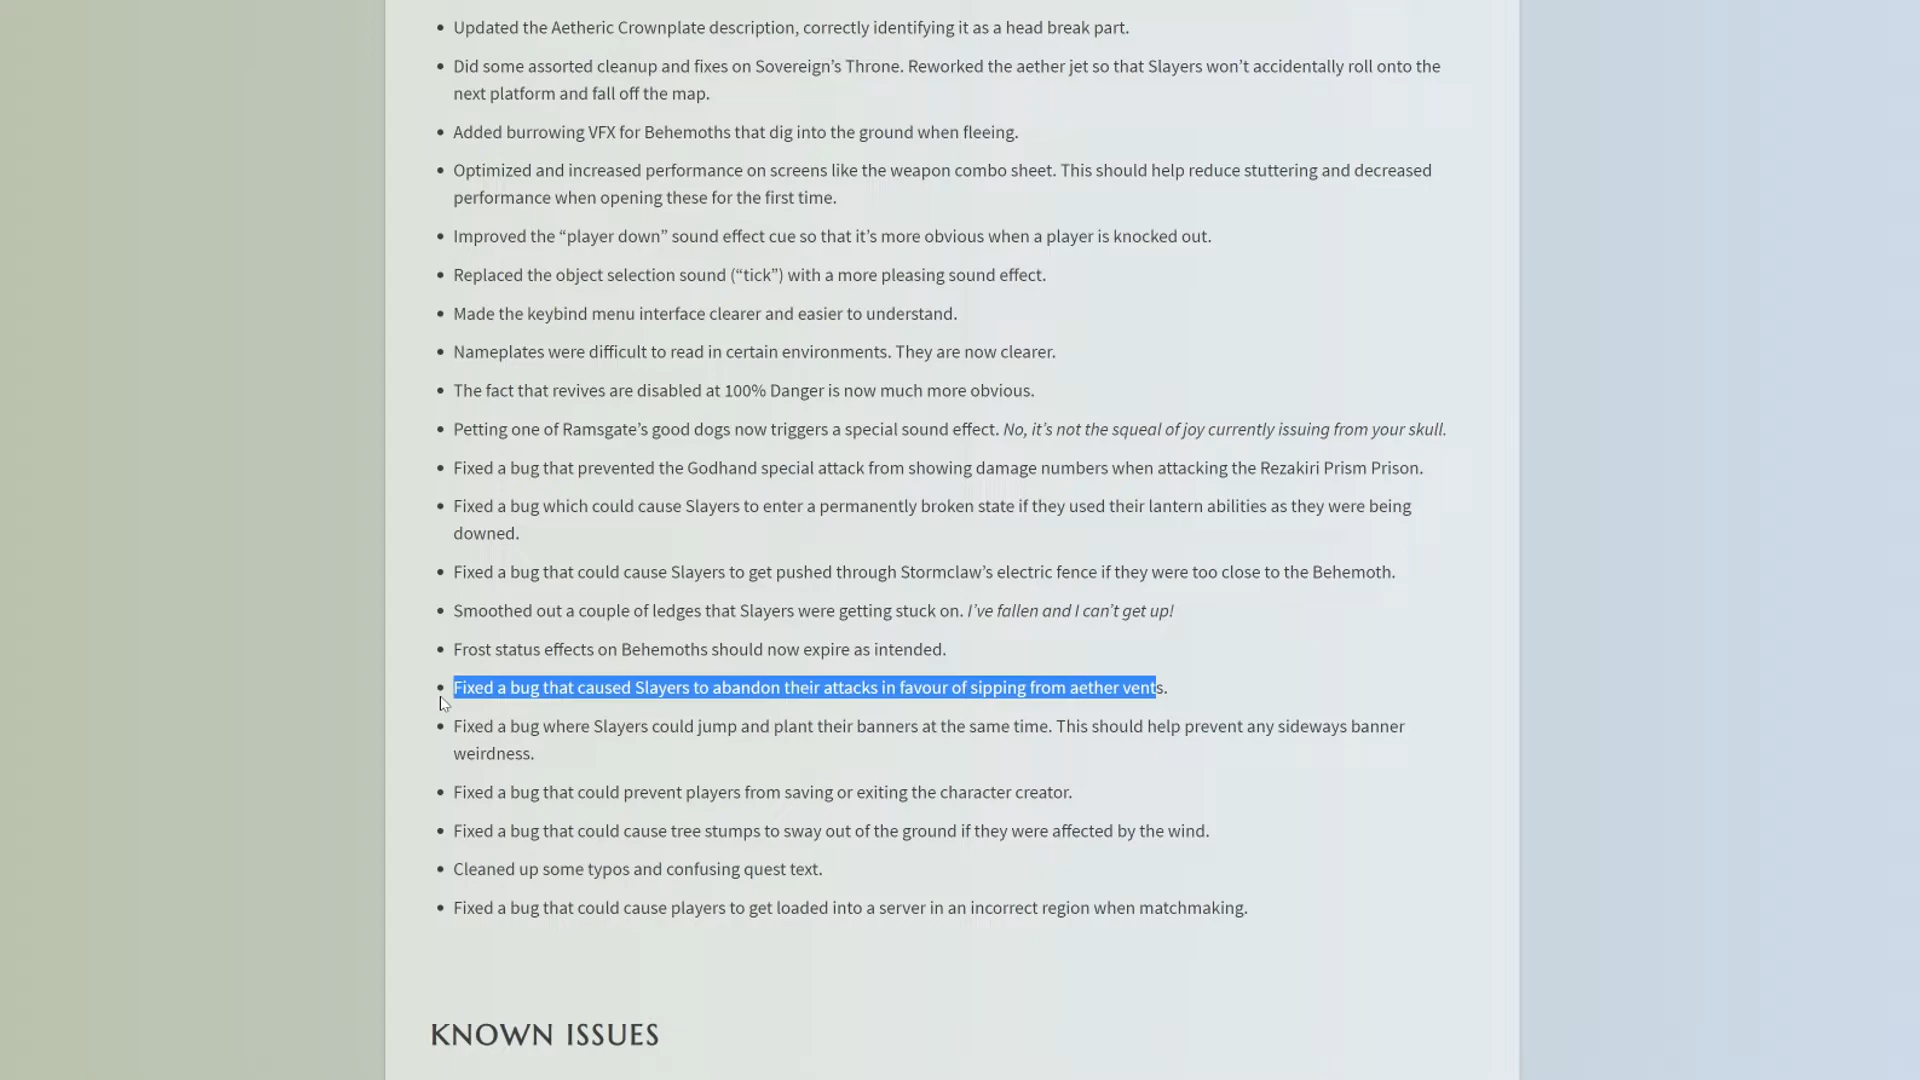 • Updated the Aetheric Crownplate description, correctly identifying it as a head break part.
• Did some assorted cleanup and fixes on Sovereign’s Throne. Reworked the aether jet so that Slayers won’t accidentally roll onto the
next platform and fall off the map.
• Added burrowing VFX for Behemoths that dig into the ground when fleeing.
• Optimized and increased performance on screens like the weapon combo sheet. This should help reduce stuttering and decreased
performance when opening these for the first time.
• Improved the “player down” sound effect cue so that it’s more obvious when a player is knocked out.
• Replaced the object selection sound (“tick”) with a more pleasing sound effect.
• Made the keybind menu interface clearer and easier to understand.
• Nameplates were difficult to read in certain environments. They are now clearer.
• The fact that revives are disabled at 100% Danger is now much more obvious.
• Petting one of Ramsgate’s good dogs now triggers a special sound effect. No, it’s not the squeal of joy currently issuing from your skull.
• Fixed a bug that prevented the Godhand special attack from showing damage numbers when attacking the Rezakiri Prism Prison.
• Fixed a bug which could cause Slayers to enter a permanently broken state if they used their lantern abilities as they were being
downed.
• Fixed a bug that could cause Slayers to get pushed through Stormclaw’s electric fence if they were too close to the Behemoth.
• Smoothed out a couple of ledges that Slayers were getting stuck on. I’ve fallen and I can’t get up!
• Frost status effects on Behemoths should now expire as intended.
• Fixed a bug that caused Slayers to abandon their attacks in favour of sipping from aether vents.
• Fixed a bug where Slayers could jump and plant their banners at the same time. This should help prevent any sideways banner
weirdness.
• Fixed a bug that could prevent players from saving or exiting the character creator.
• Fixed a bug that could cause tree stumps to sway out of the ground if they were affected by the wind.
• Cleaned up some typos and confusing quest text.
• Fixed a bug that could cause players to get loaded into a server in an incorrect region when matchmaking.
KNOWN ISSUES